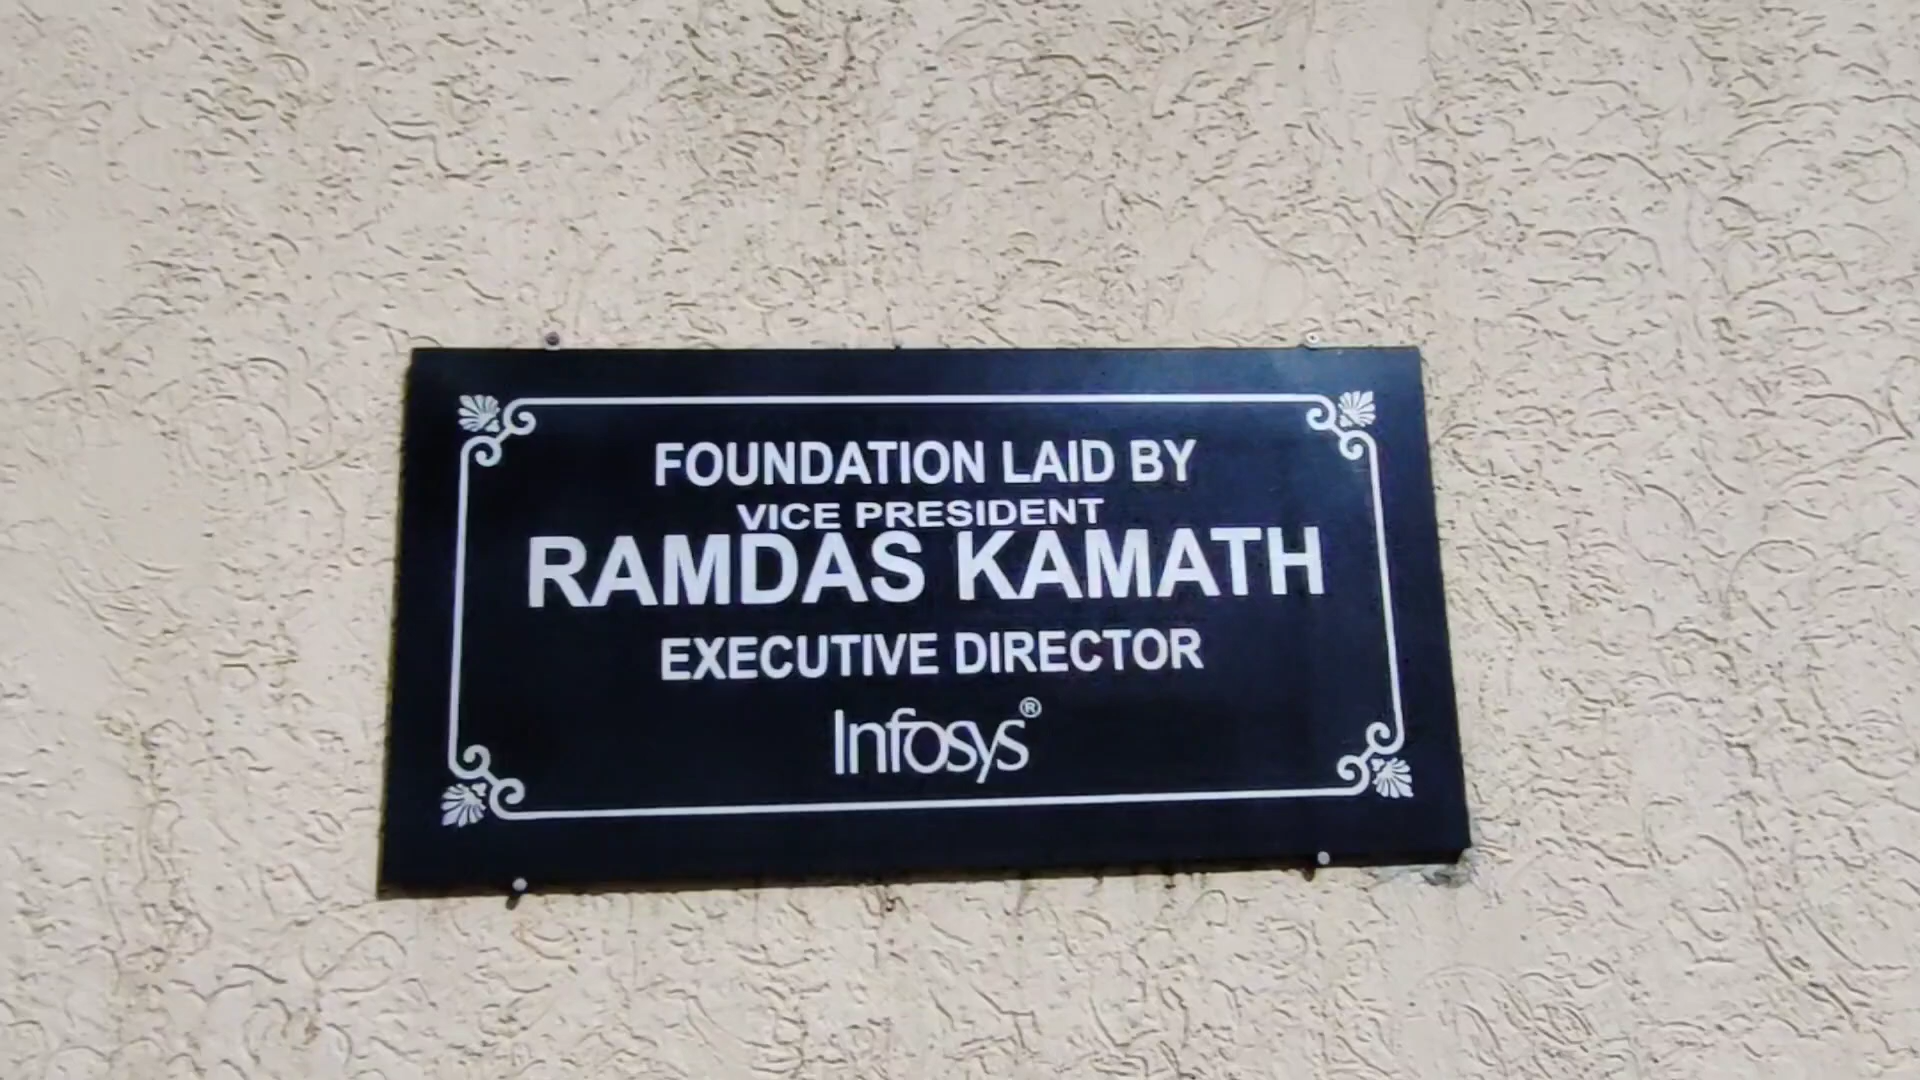 FOUNDATION LAID BY
VICE PRESIDENT
RAMDAS KAMATH
EXECUTIVE DIRECTOR
Infosys®